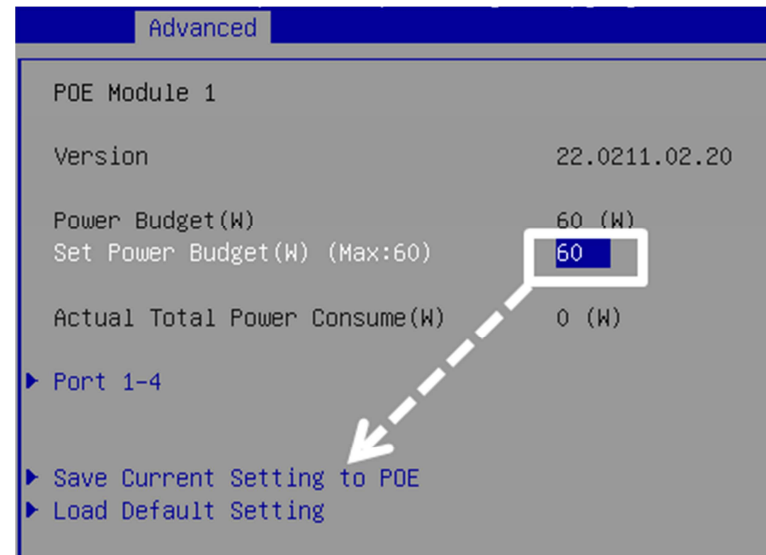 Advanced
POE Module 1
Version 22.0211.02.20
Power Budget(W) 60 (W)
Set Power Budget(W) (Max:60) 60
Actual Total Power Consume(W) 0 (W)
Port 1-4
Save Current Setting to POE
Load Default Setting